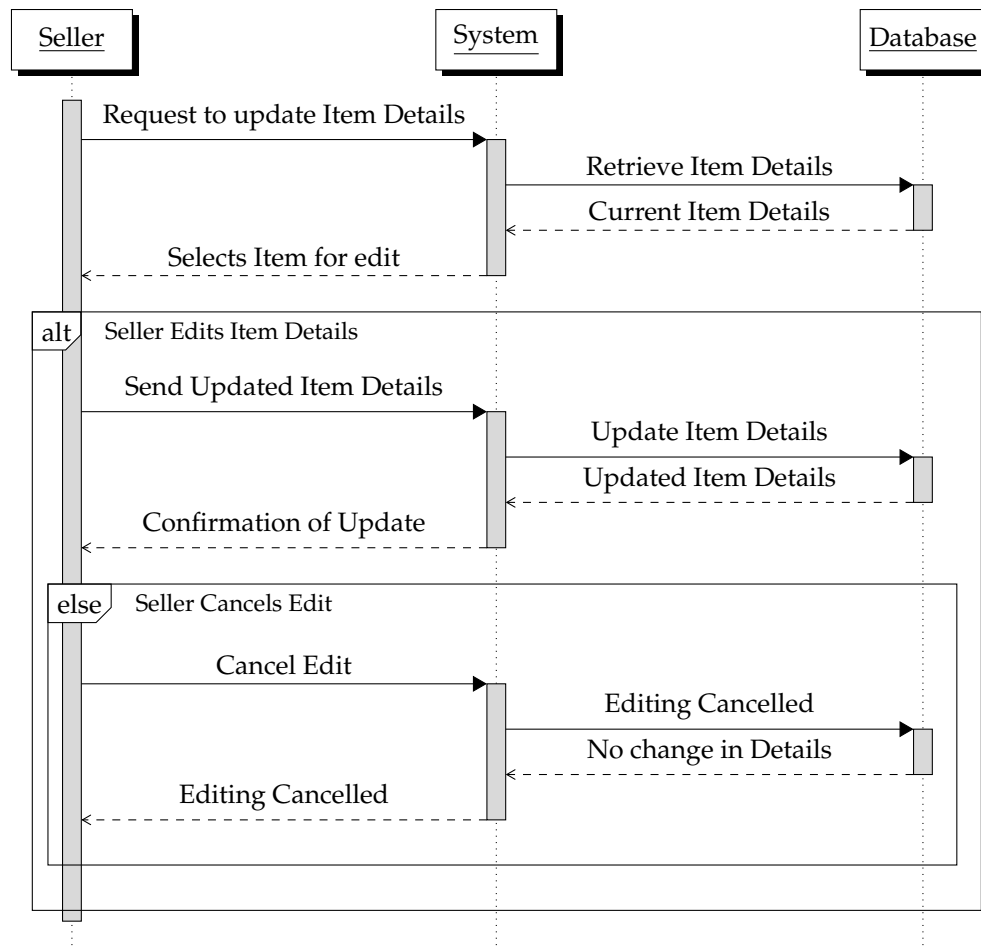 Seller
System
Database
Request to update Item Details
Retrieve Item Details
Current Item Details
Selects Item for edit
alt
Seller Edits Item Details
Send Updated Item Details
Update Item Details
Updated Item Details
Confirmation of Update
else
Seller Cancels Edit
Cancel Edit
Editing Cancelled
No change in Details
Editing Cancelled